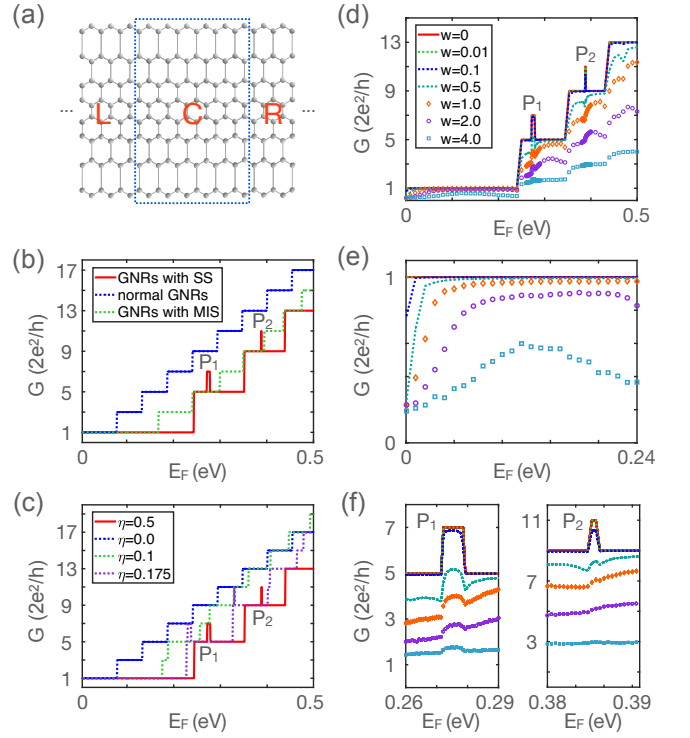 (a)
... L C R ...
(b)
G (2e²/h)
17
13
9
5
1
GNRs with SS
normal GNRs
GNRs with MIS
P₁
P₂
0
0.5
E_F (eV)
(c)
G (2e²/h)
17
13
9
5
1
η=0.5
η=0.0
η=0.1
η=0.175
P₁
P₂
0
0.5
E_F (eV)
(d)
G (2e²/h)
13
9
5
1
w=0
w=0.01
w=0.1
w=0.5
w=1.0
w=2.0
w=4.0
P₁
P₂
0
0.5
E_F (eV)
(e)
G (2e²/h)
1
0
0
0.24
E_F (eV)
(f)
G (2e²/h)
7
5
3
1
P₁
0.26
0.29
E_F (eV)
11
7
3
P₂
0.38
0.39
E_F (eV)